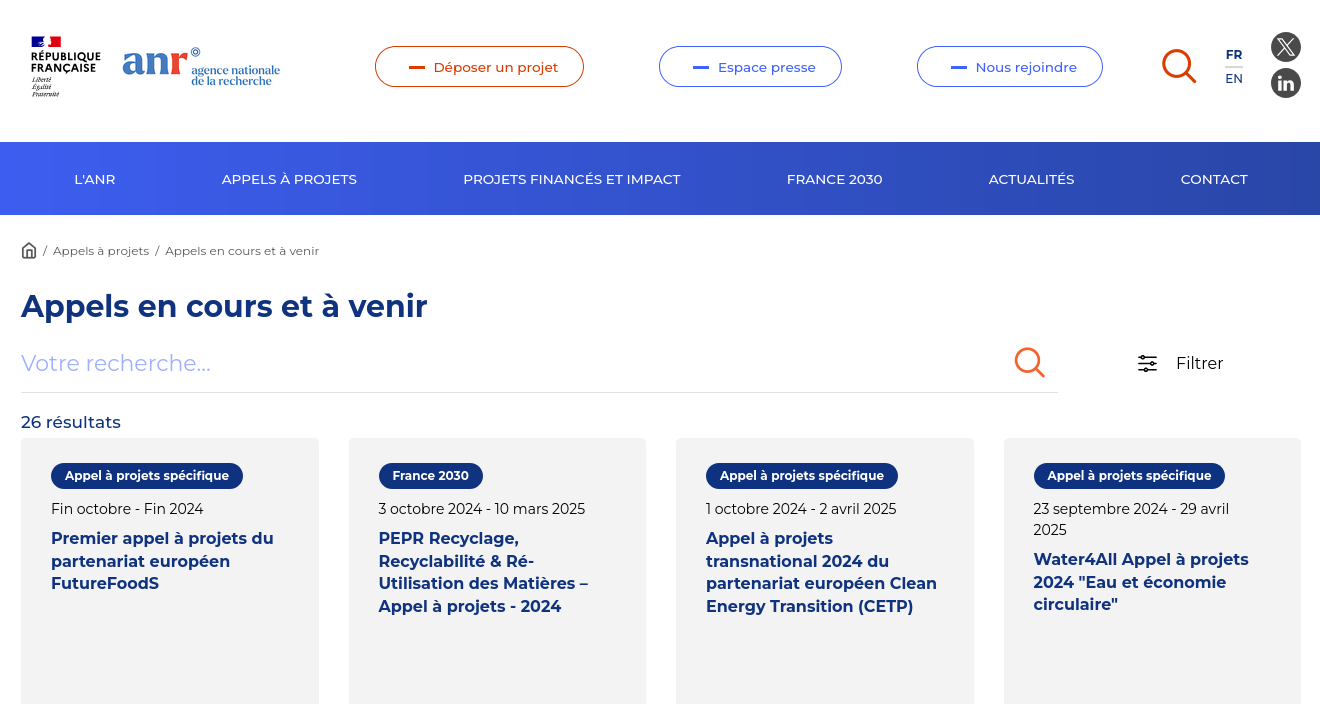 RÉPUBLIQUE
FRANÇAISE
Liberté
Égalité
Fraternité
anr
agence nationale
de la recherche
Déposer un projet
Espace presse
Nous rejoindre
FR
EN
L'ANR
APPELS À PROJETS
PROJETS FINANCÉS ET IMPACT
FRANCE 2030
ACTUALITÉS
CONTACT
/ Appels à projets / Appels en cours et à venir
Appels en cours et à venir
Votre recherche...
Filtrer
26 résultats
Appel à projets spécifique
Fin octobre - Fin 2024
Premier appel à projets du
partenariat européen
FutureFoodS
France 2030
3 octobre 2024 - 10 mars 2025
PEPR Recyclage,
Recyclabilité & Ré-
Utilisation des Matières –
Appel à projets - 2024
Appel à projets spécifique
1 octobre 2024 - 2 avril 2025
Appel à projets
transnational 2024 du
partenariat européen Clean
Energy Transition (CETP)
Appel à projets spécifique
23 septembre 2024 - 29 avril
2025
Water4All Appel à projets
2024 "Eau et économie
circulaire"